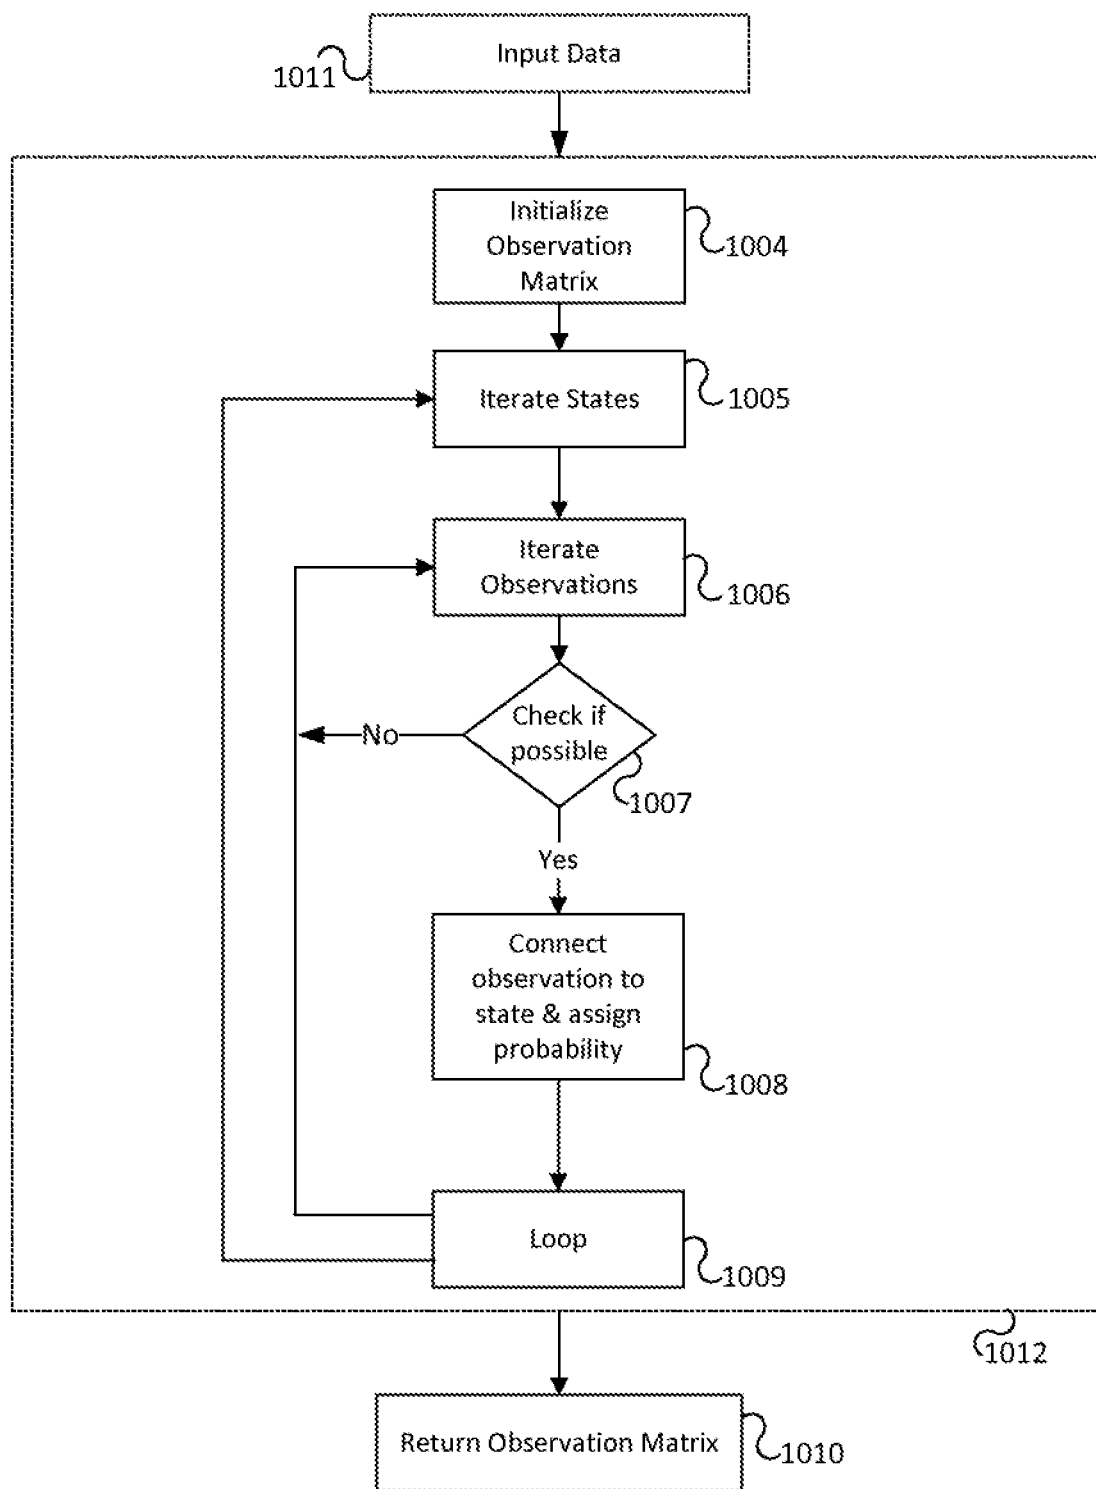 Input Data
1011
Initialize
Observation
Matrix
1004
Iterate States
1005
Iterate
Observations
1006
Check if
possible
No
1007
Yes
Connect
observation to
state & assign
probability
1008
Loop
1009
1012
Return Observation Matrix
1010